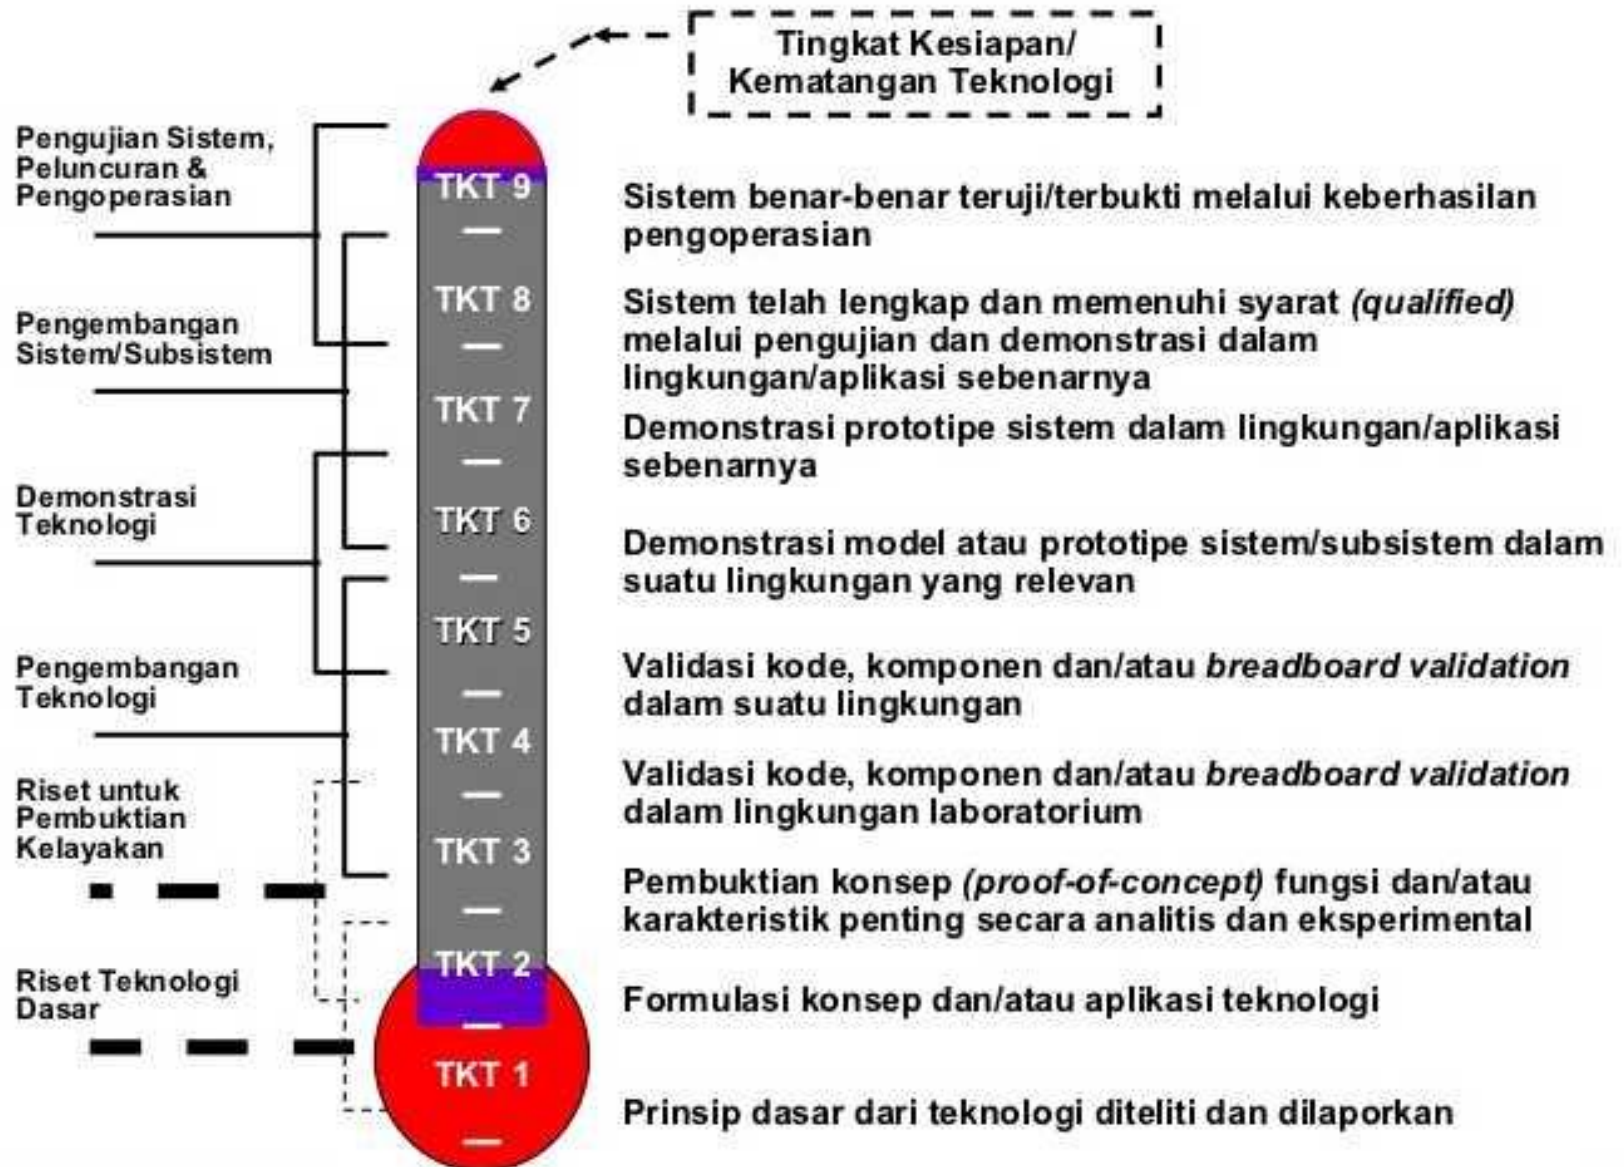 Tingkat Kesiapan/
Kematangan Teknologi
Pengujian Sistem,
Peluncuran &
Pengoperasian
TKT 9
Sistem benar-benar teruji/terbukti melalui keberhasilan
pengoperasian
Pengembangan
Sistem/Subsistem
TKT 8
Sistem telah lengkap dan memenuhi syarat (qualified)
melalui pengujian dan demonstrasi dalam
lingkungan/aplikasi sebenarnya
TKT 7
Demonstrasi prototipe sistem dalam lingkungan/aplikasi
sebenarnya
Demonstrasi
Teknologi
TKT 6
Demonstrasi model atau prototipe sistem/subsistem dalam
suatu lingkungan yang relevan
Pengembangan
Teknologi
TKT 5
Validasi kode, komponen dan/atau breadboard validation
dalam suatu lingkungan
TKT 4
Validasi kode, komponen dan/atau breadboard validation
dalam lingkungan laboratorium
Riset untuk
Pembuktian
Kelayakan
TKT 3
Pembuktian konsep (proof-of-concept) fungsi dan/atau
karakteristik penting secara analitis dan eksperimental
Riset Teknologi
Dasar
TKT 2
Formulasi konsep dan/atau aplikasi teknologi
TKT 1
Prinsip dasar dari teknologi diteliti dan dilaporkan